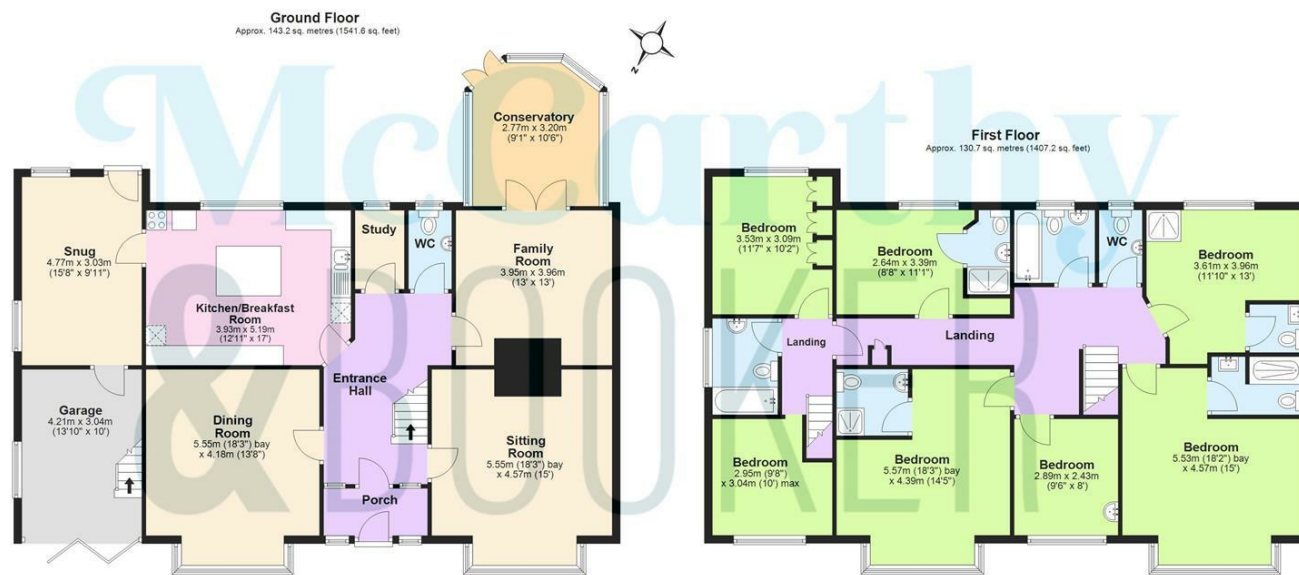 Ground Floor
Approx. 143.2 sq. metres (1541.6 sq. feet)
N
McCarthy
& BOOKER
Conservatory
2.77m x 3.20m
(9'1" x 10'6")
Snug
4.77m x 3.03m
(15'8" x 9'11")
Study
WC
Family
Room
3.95m x 3.96m
(13' x 13')
Kitchen/Breakfast
Room
3.93m x 5.19m
(12'11" x 17')
Entrance
Hall
Garage
4.21m x 3.04m
(13'10" x 10')
Dining
Room
5.55m (18'3") bay
x 4.18m (13'8")
Sitting
Room
5.55m (18'3") bay
x 4.57m (15')
Porch
First Floor
Approx. 130.7 sq. metres (1407.2 sq. feet)
Bedroom
3.53m x 3.09m
(11'7" x 10'2")
Bedroom
2.64m x 3.39m
(8'8" x 11'1")
WC
Bedroom
3.61m x 3.96m
(11'10" x 13')
Landing
Landing
Bedroom
2.95m (9'8")
x 3.04m (10') max
Bedroom
5.57m (18'3") bay
x 4.39m (14'5")
Bedroom
2.89m x 2.43m
(9'6" x 8')
Bedroom
5.53m (18'2") bay
x 4.57m (15')